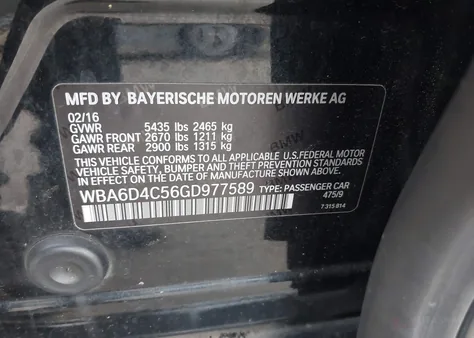 MFD BY BAYERISCHE MOTOREN WERKE AG
02/16
GVWR 5435 lbs 2465 kg
GAWR FRONT 2670 lbs 1211 kg
GAWR REAR 2900 lbs 1315 kg
THIS VEHICLE CONFORMS TO ALL APPLICABLE U.S.FEDERAL MOTOR
VEHICLE SAFETY, BUMPER, AND THEFT PREVENTION STANDARDS
IN EFFECT ON THE DATE OF MANUFACTURE SHOWN ABOVE.
WBA6D4C56GD977589 TYPE: PASSENGER CAR
475/9
7 315 814